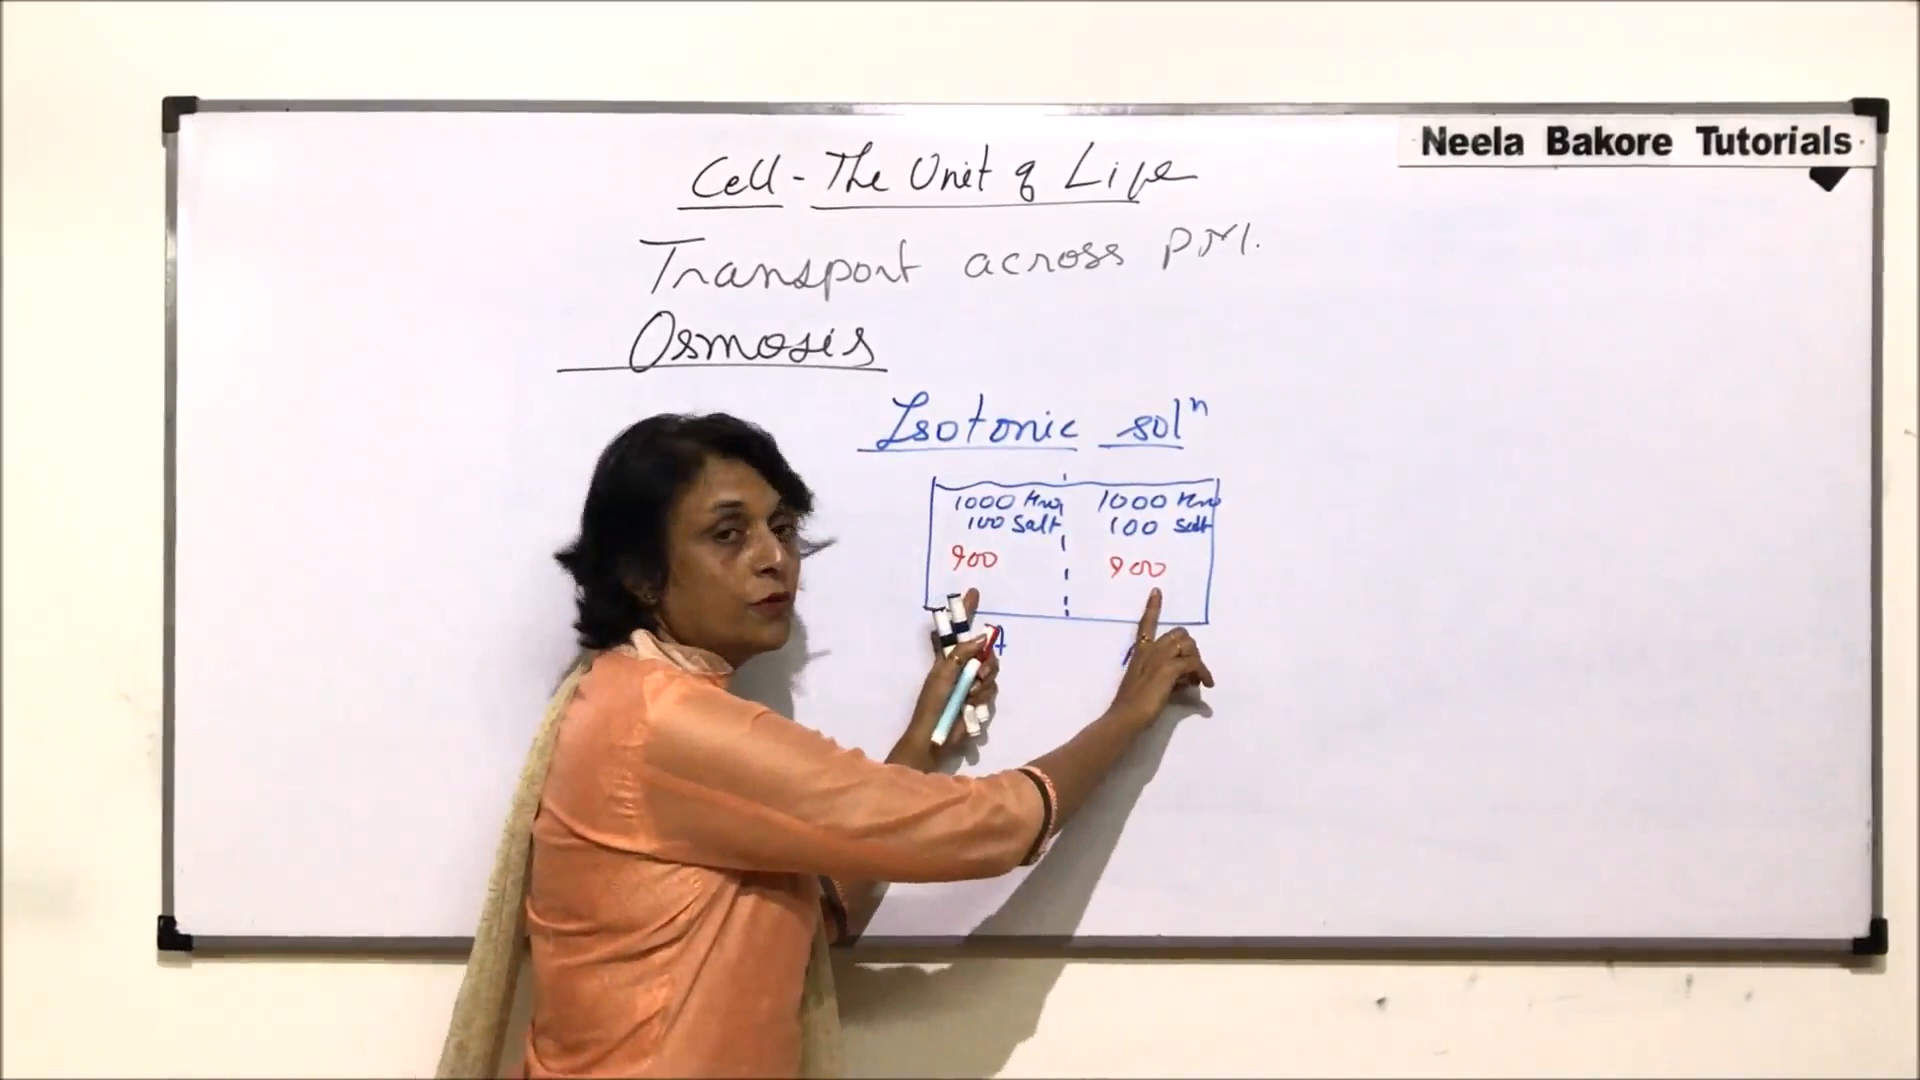 Neela Bakore Tutorials
Cell - The Unit of Life
Transport across PM.
Osmosis
Isotonic solⁿ
1000 1000
100 Salt 100 Salt
900 900